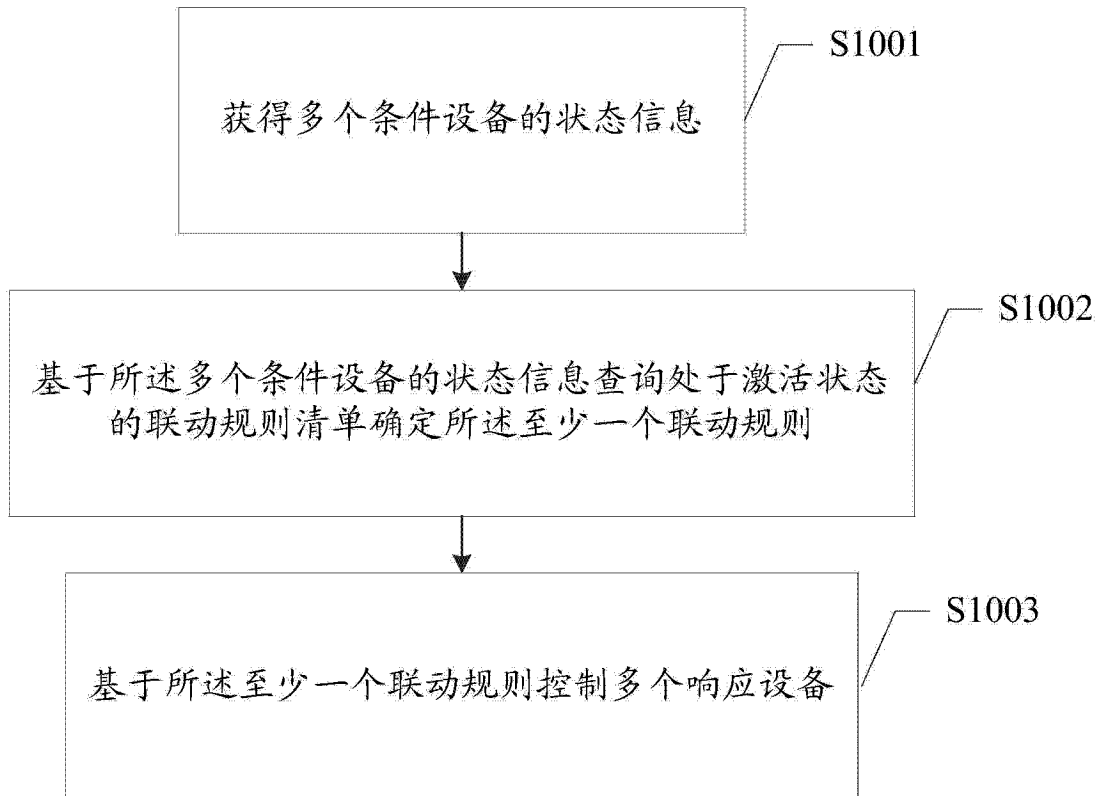 获得多个条件设备的状态信息
S1001
基于所述多个条件设备的状态信息查询处于激活状态
的联动规则清单确定所述至少一个联动规则
S1002
基于所述至少一个联动规则控制多个响应设备
S1003